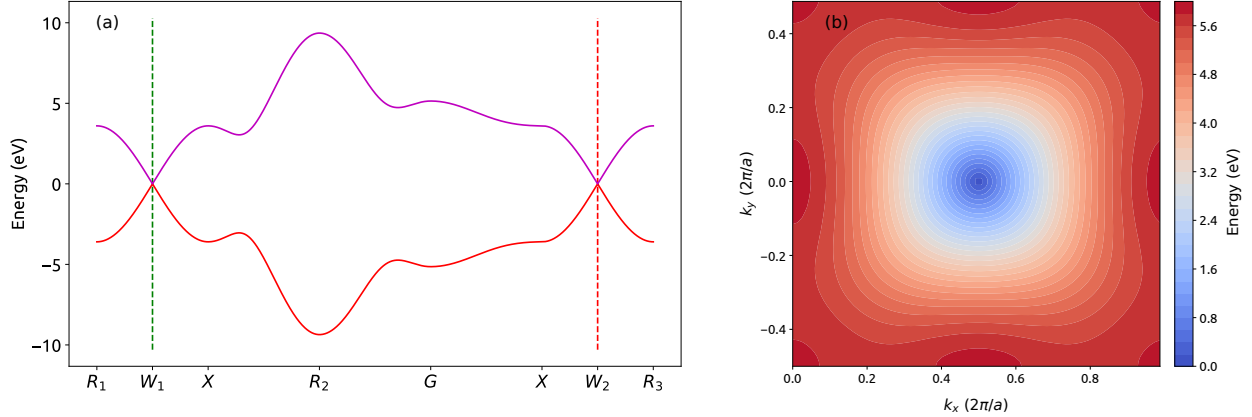 (a)
Energy (eV)
10
5
0
−5
−10
R₁ W₁ X R₂ G X W₂ R₃
(b)
k_y (2π/a)
0.4
0.2
0.0
−0.2
−0.4
0.0 0.2 0.4 0.6 0.8
k_x (2π/a)
5.6
4.8
4.0
3.2
2.4
1.6
0.8
0.0
Energy (eV)